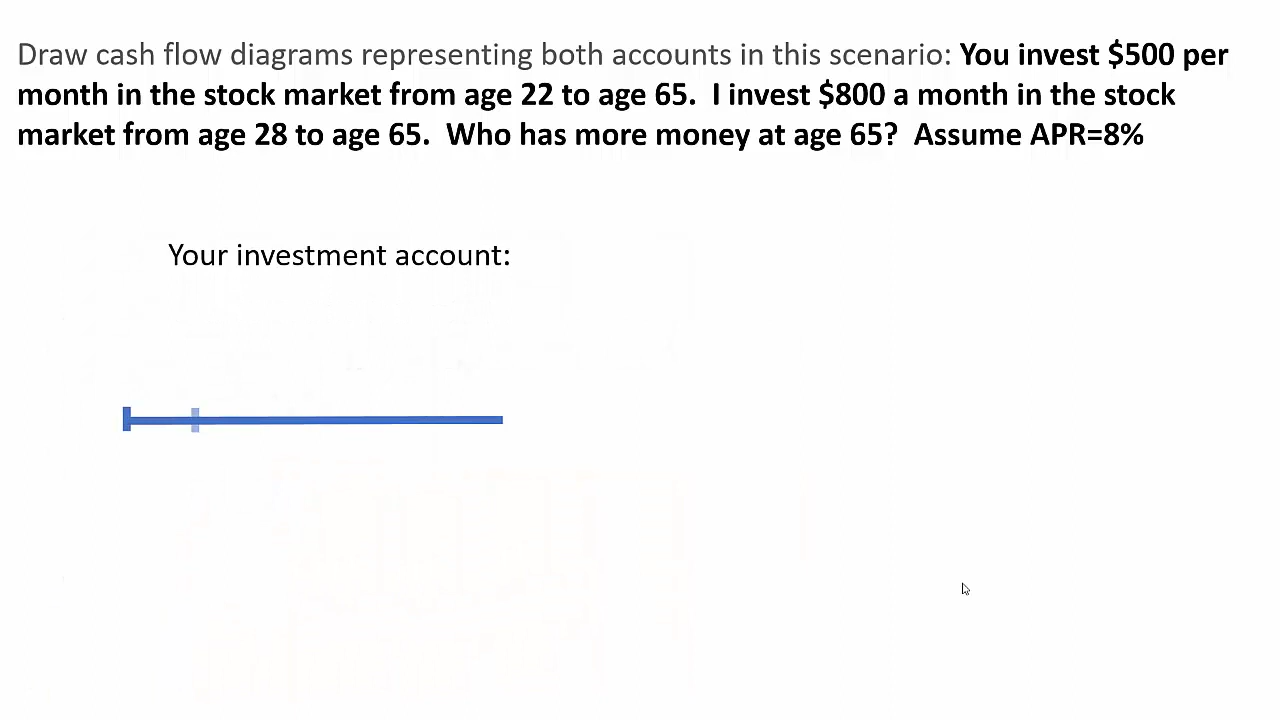 Draw cash flow diagrams representing both accounts in this scenario: You invest $500 per
month in the stock market from age 22 to age 65.  I invest $800 a month in the stock
market from age 28 to age 65.  Who has more money at age 65?  Assume APR=8%
Your investment account: